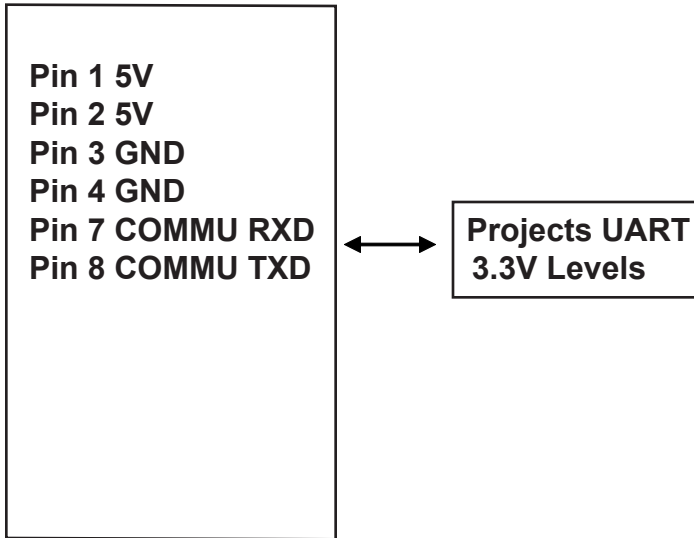 Pin 1 5V
Pin 2 5V
Pin 3 GND
Pin 4 GND
Pin 7 COMMU RXD
Pin 8 COMMU TXD
Projects UART
3.3V Levels